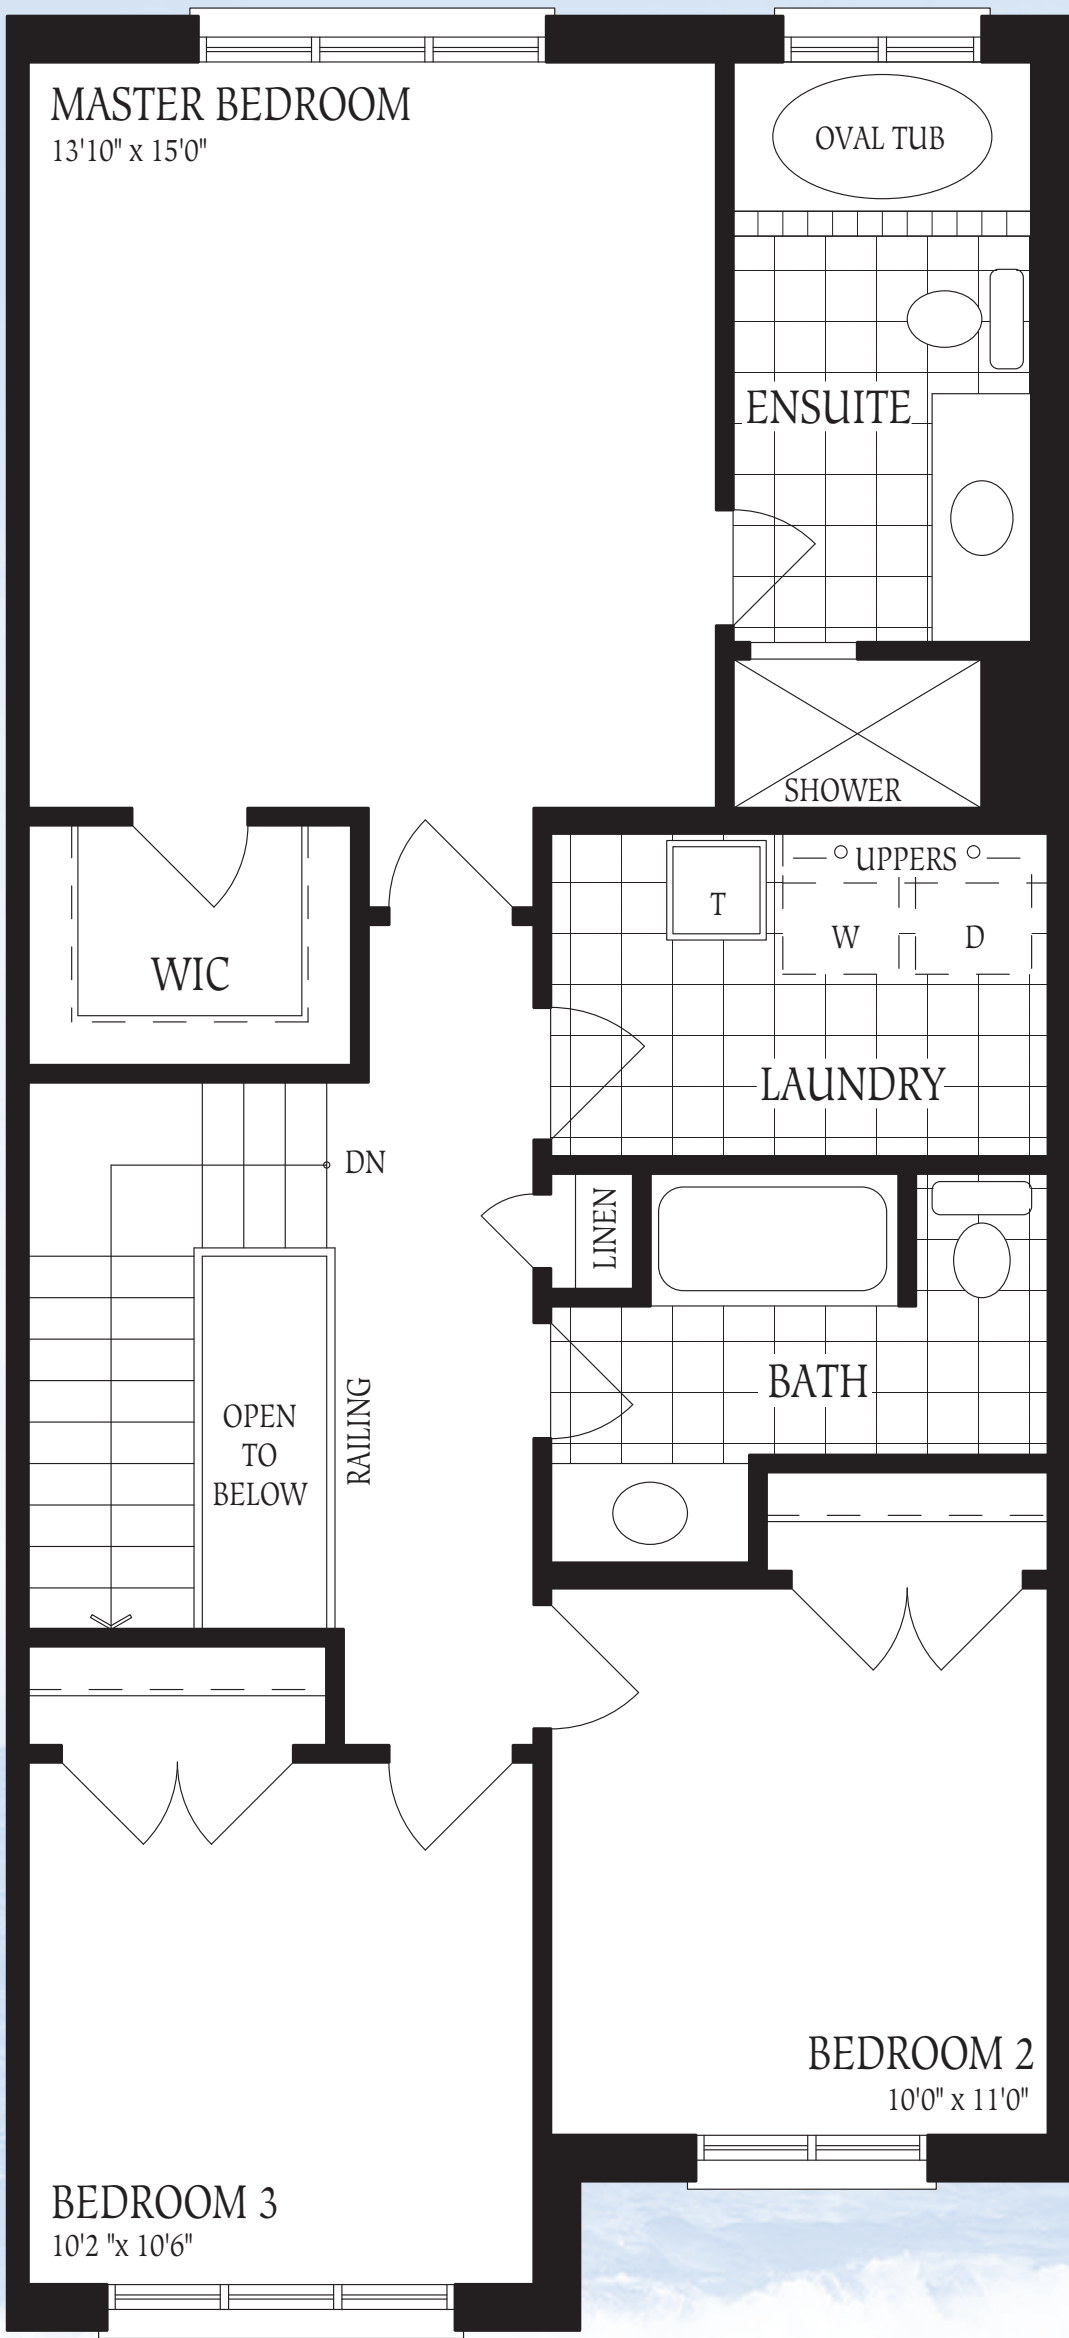 MASTER BEDROOM
13'10" x 15'0"
OVAL TUB
ENSUITE
SHOWER
UPPERS
T
W
D
WIC
LAUNDRY
DN
LINEN
BATH
OPEN
TO
BELOW
RAILING
BEDROOM 2
10'0" x 11'0"
BEDROOM 3
10'2 "x 10'6"